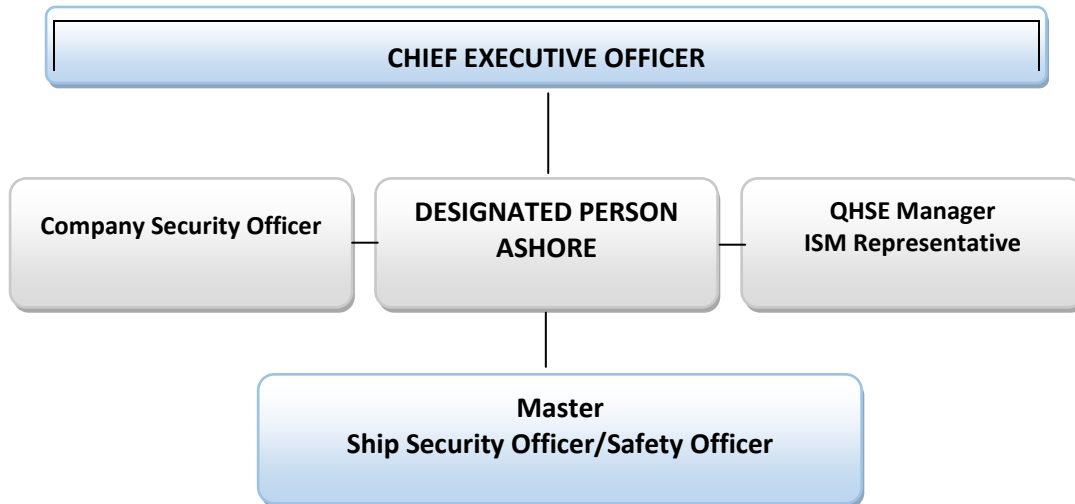 CHIEF EXECUTIVE OFFICER
Company Security Officer
DESIGNATED PERSON
ASHORE
QHSE Manager
ISM Representative
Master
Ship Security Officer/Safety Officer